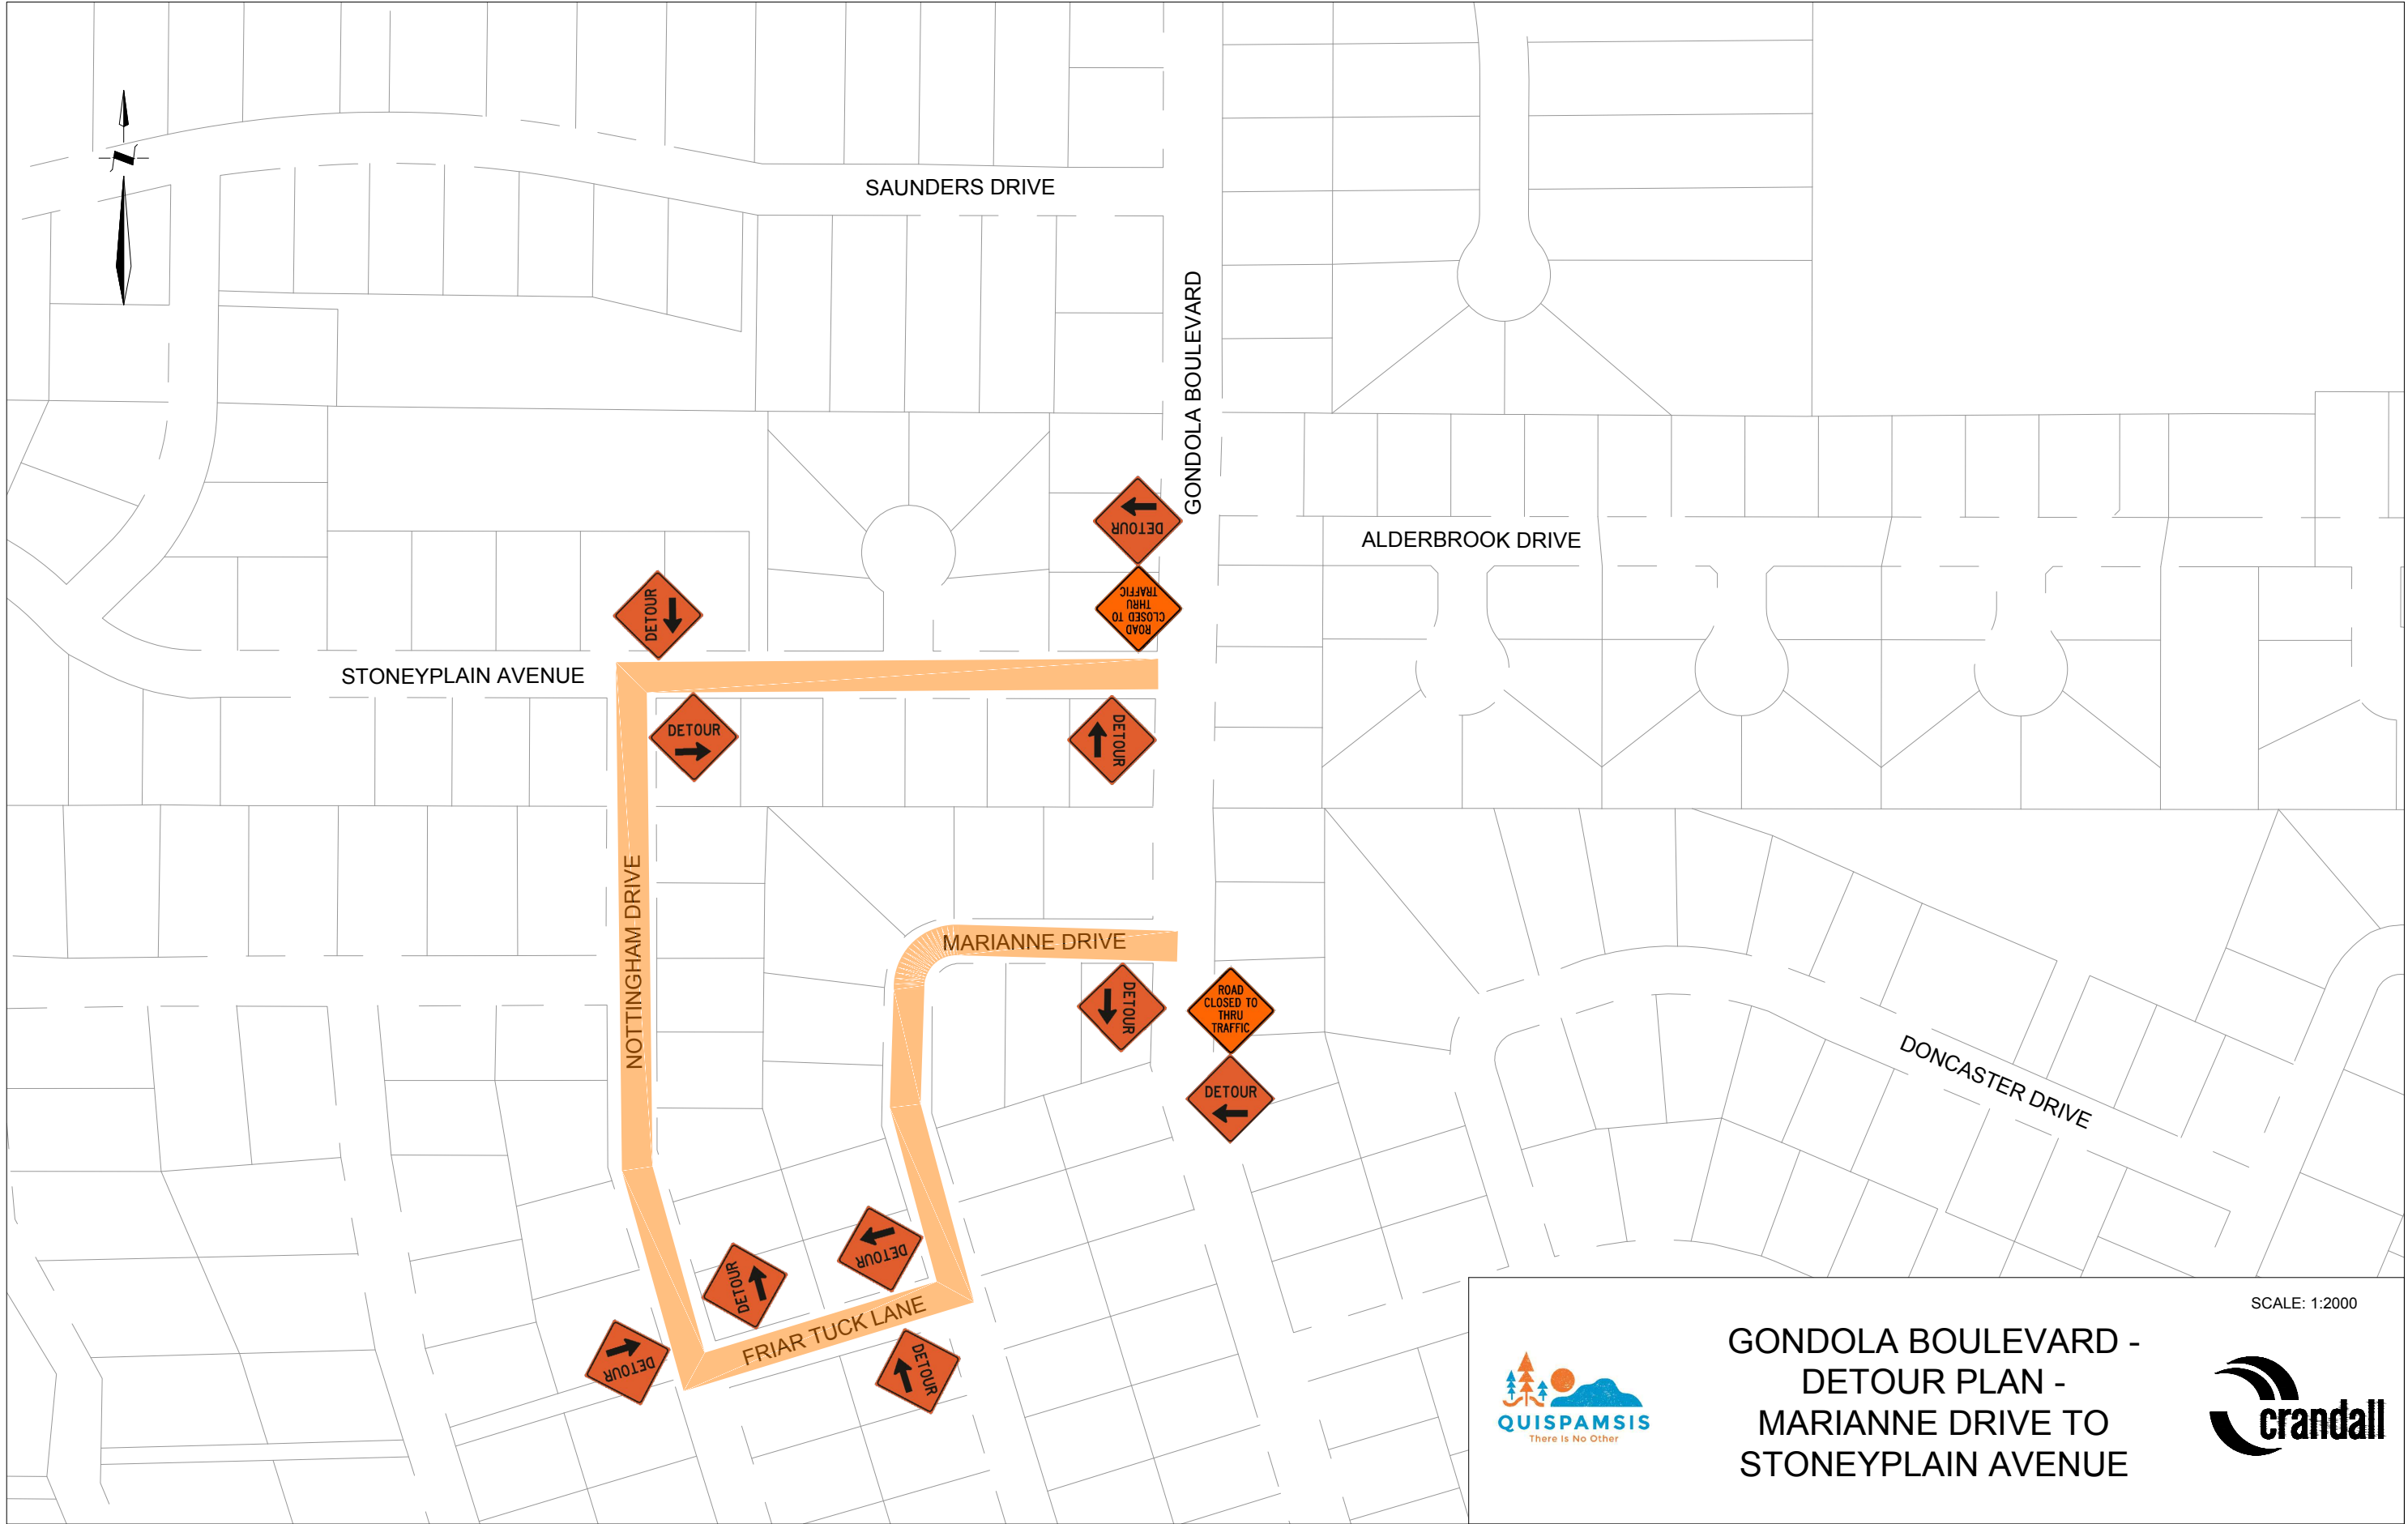 SAUNDERS DRIVE
GONDOLA BOULEVARD
DETOUR
ALDERBROOK DRIVE
ROAD
CLOSED TO
THRU
TRAFFIC
DETOUR
STONEYPLAIN AVENUE
DETOUR
DETOUR
NOTTINGHAM DRIVE
MARIANNE DRIVE
DETOUR
ROAD
CLOSED TO
THRU
TRAFFIC
DETOUR
DONCASTER DRIVE
DETOUR
DETOUR
FRIAR TUCK LANE
DETOUR
DETOUR
SCALE: 1:2000
GONDOLA BOULEVARD -
DETOUR PLAN -
MARIANNE DRIVE TO
STONEYPLAIN AVENUE
QUISPAMSIS
There Is No Other
crandall
N